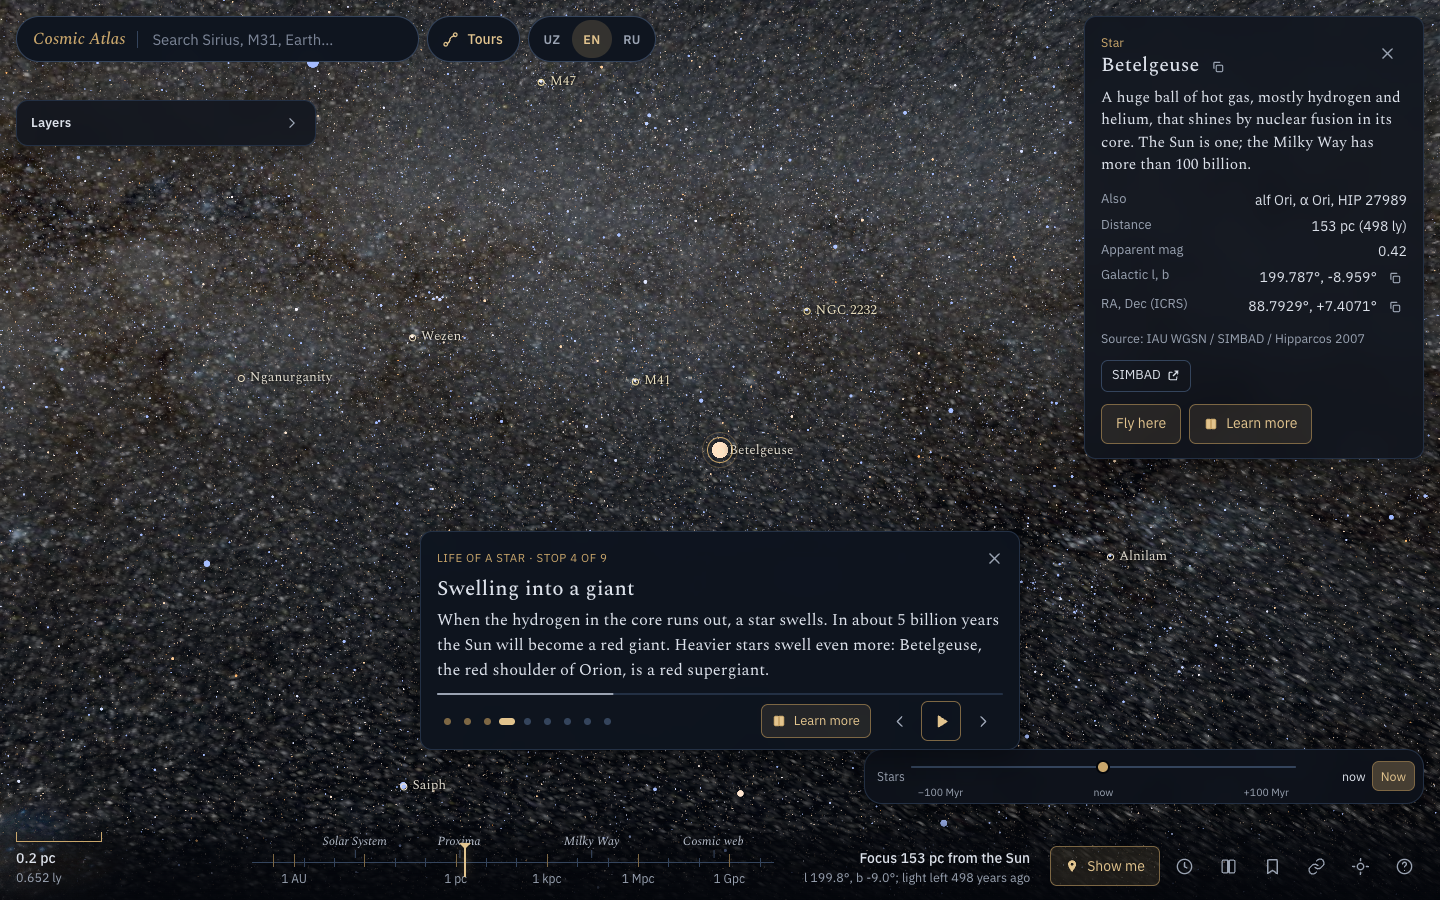 Cosmic Atlas
Search Sirius, M31, Earth...
Tours
UZ EN RU
Layers
M47
NGC 2232
Wezen
Nganurganity
M41
Betelgeuse
Alnilam
Saiph
Star
Betelgeuse
A huge ball of hot gas, mostly hydrogen and
helium, that shines by nuclear fusion in its
core. The Sun is one; the Milky Way has
more than 100 billion.
Also alf Ori, α Ori, HIP 27989
Distance 153 pc (498 ly)
Apparent mag 0.42
Galactic l, b 199.787°, -8.959°
RA, Dec (ICRS) 88.7929°, +7.4071°
Source: IAU WGSN / SIMBAD / Hipparcos 2007
SIMBAD
Fly here
Learn more
LIFE OF A STAR · STOP 4 OF 9
Swelling into a giant
When the hydrogen in the core runs out, a star swells. In about 5 billion years
the Sun will become a red giant. Heavier stars swell even more: Betelgeuse,
the red shoulder of Orion, is a red supergiant.
Learn more
Stars
−100 Myr now +100 Myr
now Now
0.2 pc
0.652 ly
Solar System Proxima Milky Way Cosmic web
1 AU 1 pc 1 kpc 1 Mpc 1 Gpc
Focus 153 pc from the Sun
l 199.8°, b -9.0°; light left 498 years ago
Show me